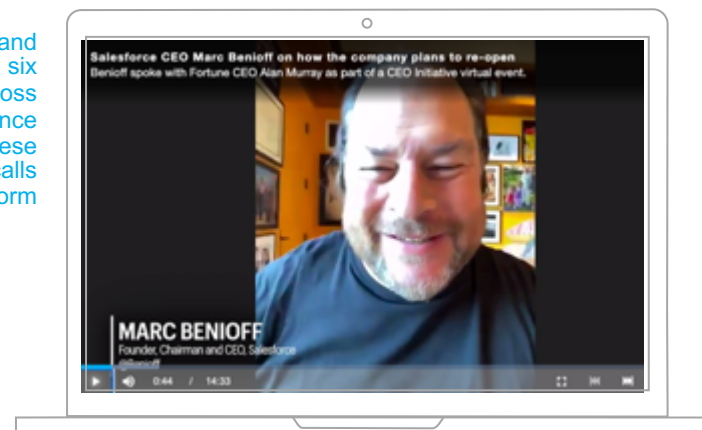 and
six
oss
nce
ese
alls
orm
Salesforce CEO Marc Benioff on how the company plans to re-open
Benioff spoke with Fortune CEO Alan Murray as part of a CEO Initiative virtual event.
MARC BENIOFF
Founder, Chairman and CEO, Salesforce
@Benioff
0:44 / 14:33